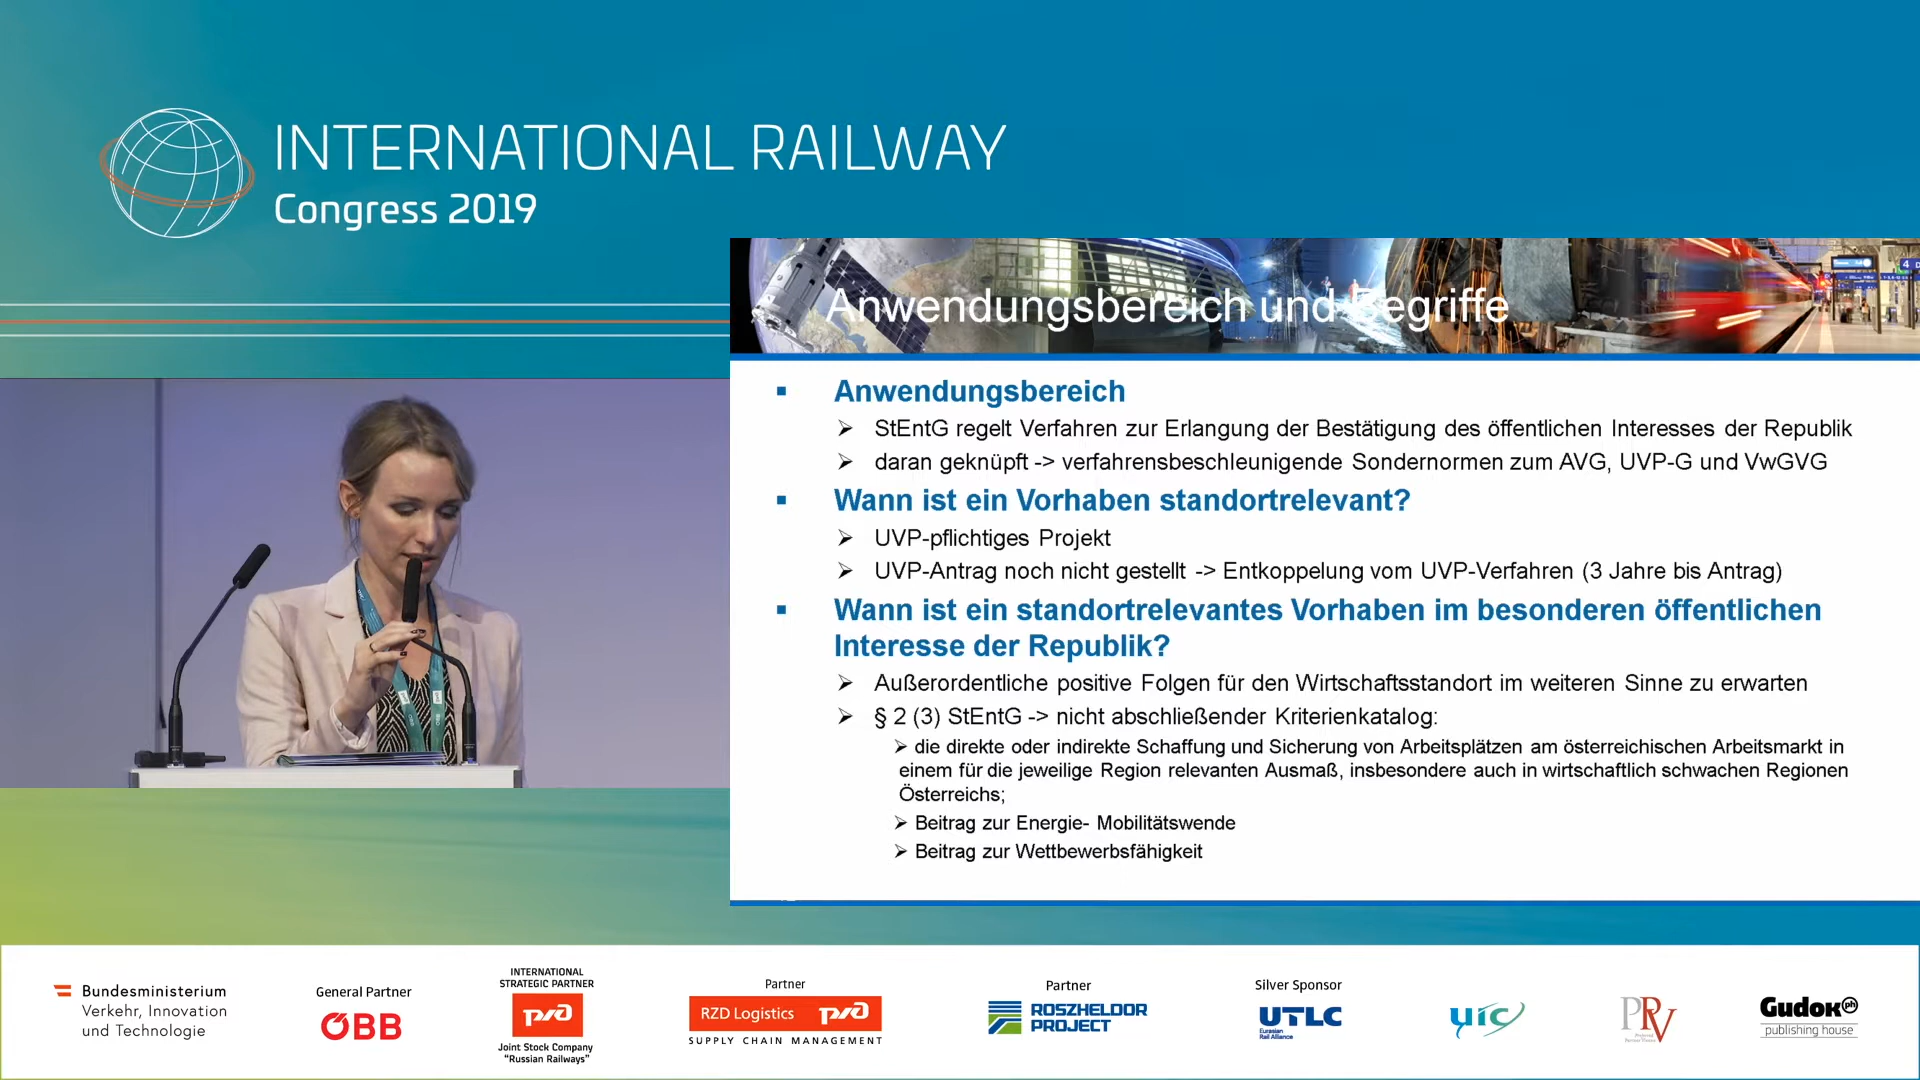 INTERNATIONAL RAILWAY
Congress 2019
Anwendungsbereich und Begriffe
Anwendungsbereich
StEntG regelt Verfahren zur Erlangung der Bestätigung des öffentlichen Interesses der Republik
daran geknüpft -> verfahrensbeschleunigende Sondernormen zum AVG, UVP-G und VwGVG
Wann ist ein Vorhaben standortrelevant?
UVP-pflichtiges Projekt
UVP-Antrag noch nicht gestellt -> Entkoppelung vom UVP-Verfahren (3 Jahre bis Antrag)
Wann ist ein standortrelevantes Vorhaben im besonderen öffentlichen
Interesse der Republik?
Außerordentliche positive Folgen für den Wirtschaftsstandort im weiteren Sinne zu erwarten
§ 2 (3) StEntG -> nicht abschließender Kriterienkatalog:
die direkte oder indirekte Schaffung und Sicherung von Arbeitsplätzen am österreichischen Arbeitsmarkt in
einem für die jeweilige Region relevanten Ausmaß, insbesondere auch in wirtschaftlich schwachen Regionen
Österreichs;
Beitrag zur Energie- Mobilitätswende
Beitrag zur Wettbewerbsfähigkeit
Bundesministerium
Verkehr, Innovation
und Technologie
General Partner
ÖBB
INTERNATIONAL
STRATEGIC PARTNER
Joint Stock Company
"Russian Railways"
Partner
RZD Logistics
SUPPLY CHAIN MANAGEMENT
Partner
ROSZHELDOR
PROJECT
Silver Sponsor
UTLC
Eurasian
Rail Alliance
uic
PRV
GUDOK ph
publishing house